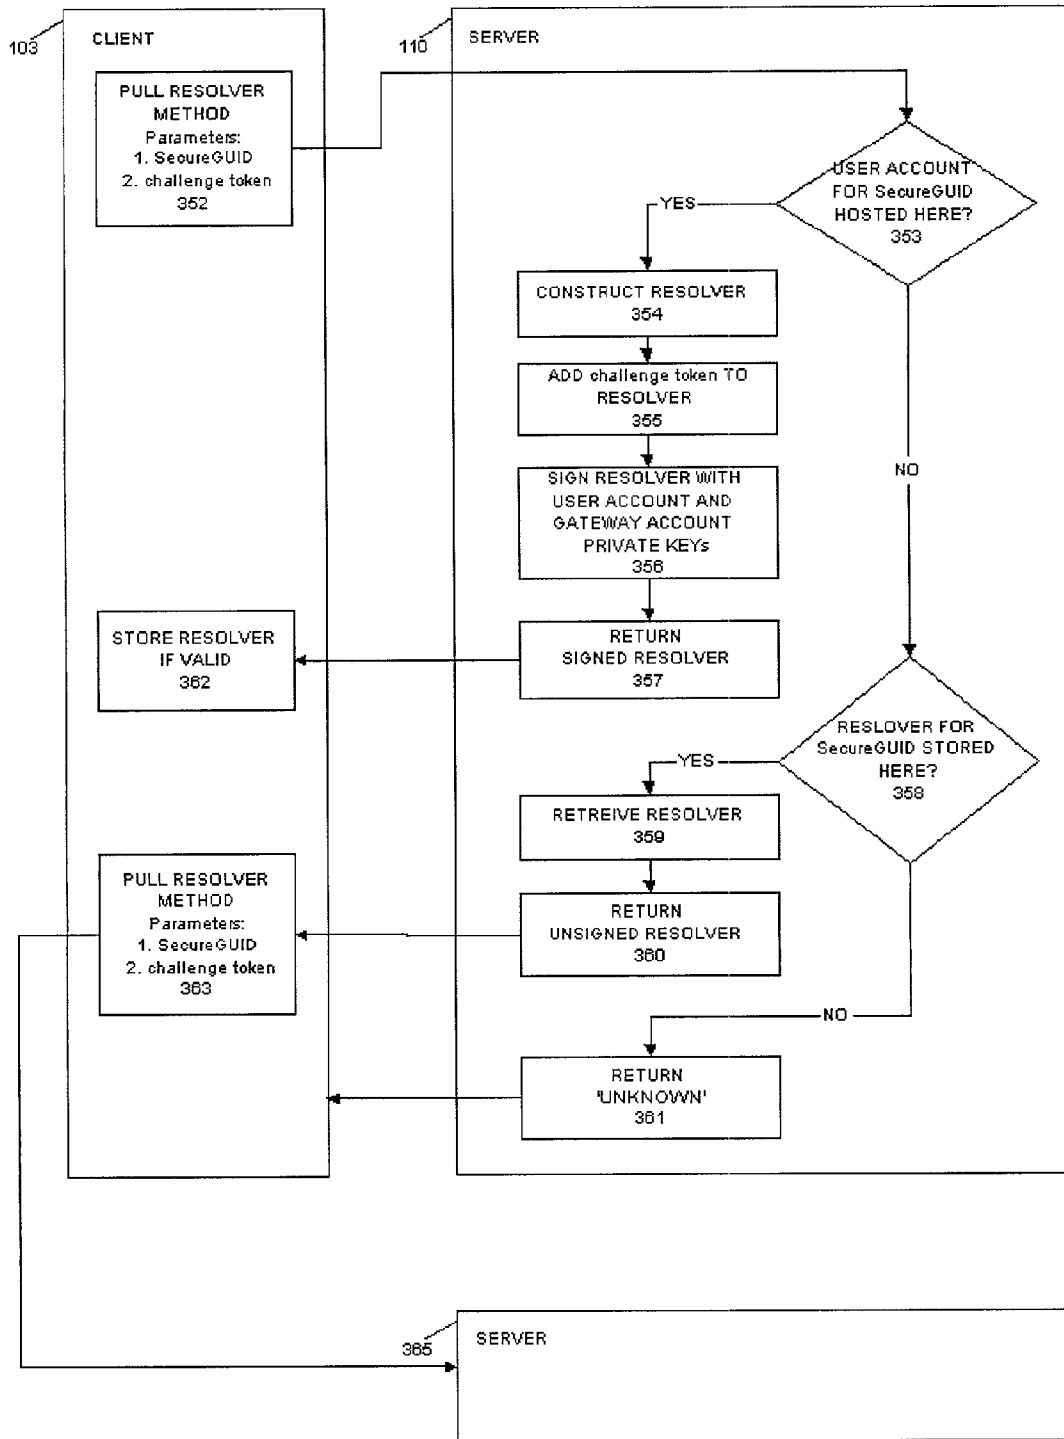 103
CLIENT
110
SERVER
PULL RESOLVER
METHOD
Parameters:
1. SecureGUID
2. challenge token
352
USER ACCOUNT
FOR SecureGUID
HOSTED HERE?
353
YES
CONSTRUCT RESOLVER
354
ADD challenge token TO
RESOLVER
355
SIGN RESOLVER WITH
USER ACCOUNT AND
GATEWAY ACCOUNT
PRIVATE KEYs
356
NO
RETURN
SIGNED RESOLVER
357
STORE RESOLVER
IF VALID
362
RESLOVER FOR
SecureGUID STORED
HERE?
358
YES
RETREIVE RESOLVER
359
PULL RESOLVER
METHOD
Parameters:
1. SecureGUID
2. challenge token
363
RETURN
UNSIGNED RESOLVER
360
NO
RETURN
'UNKNOWN'
361
365
SERVER